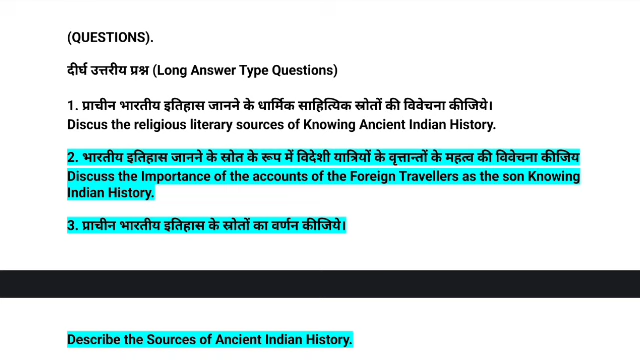 (QUESTIONS).
दीर्घ उत्तरीय प्रश्न (Long Answer Type Questions)
1. प्राचीन भारतीय इतिहास जानने के धार्मिक साहित्यिक स्रोतों की विवेचना कीजिये।
Discus the religious literary sources of Knowing Ancient Indian History.
2. भारतीय इतिहास जानने के स्रोत के रूप में विदेशी यात्रियों के वृत्तान्तों के महत्व की विवेचना कीजिय
Discuss the Importance of the accounts of the Foreign Travellers as the son Knowing
Indian History.
3. प्राचीन भारतीय इतिहास के स्रोतों का वर्णन कीजिये।
Describe the Sources of Ancient Indian History.